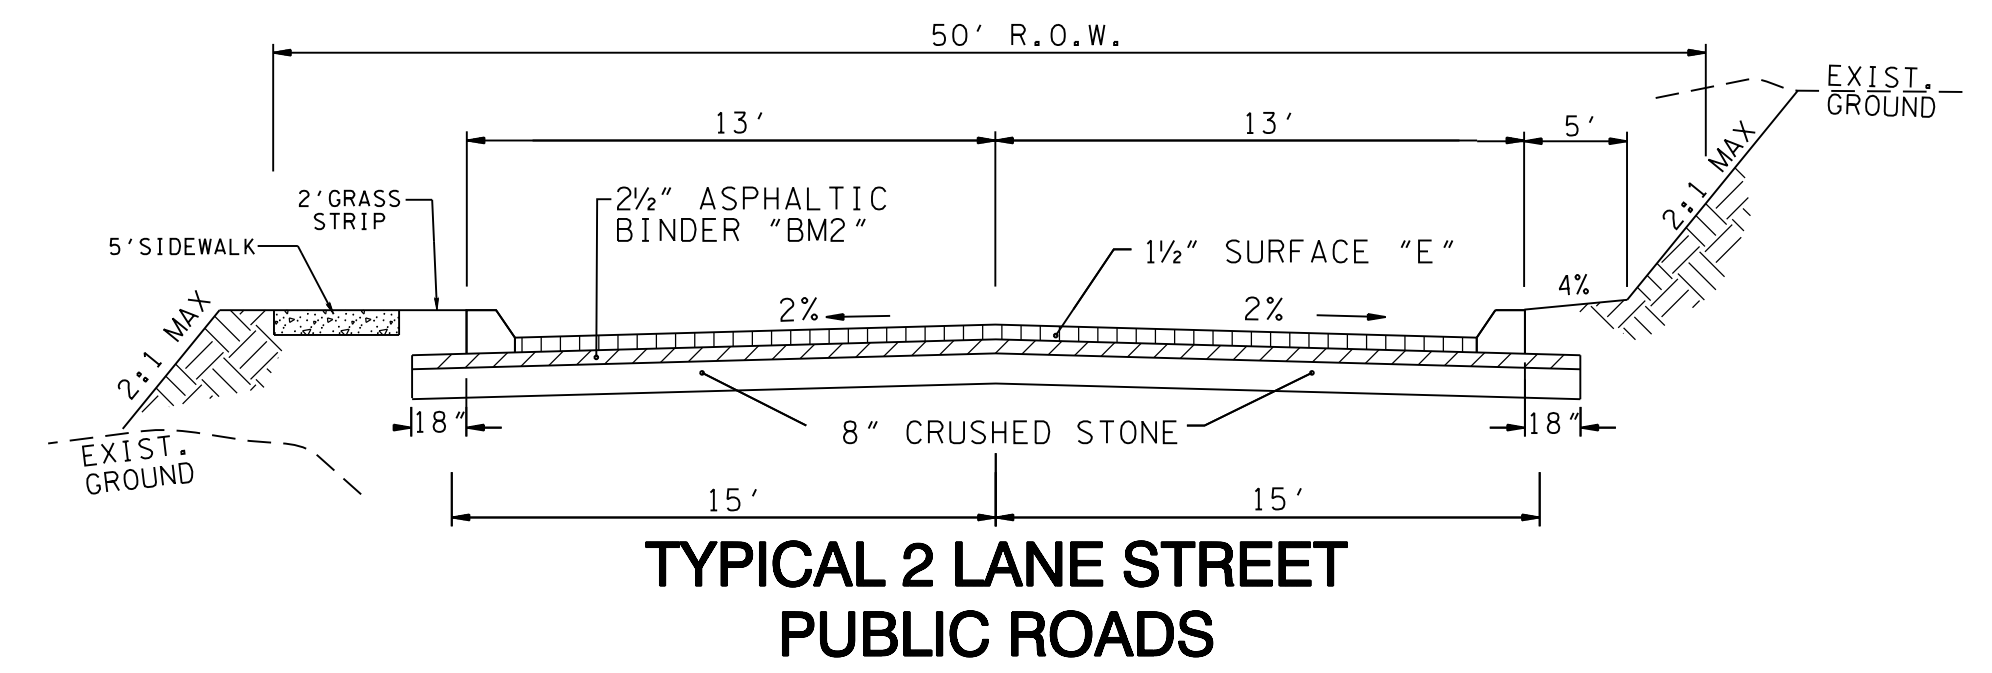 50' R.O.W.
EXIST.
GROUND
13'
13'
5'
2:1 MAX
2'GRASS
STRIP
2½" ASPHALTIC
BINDER "BM2"
5'SIDEWALK
1½" SURFACE "E"
2:1 MAX
2%
2%
4%
18"
8" CRUSHED STONE
18"
EXIST.
GROUND
15'
15'
TYPICAL 2 LANE STREET
PUBLIC ROADS